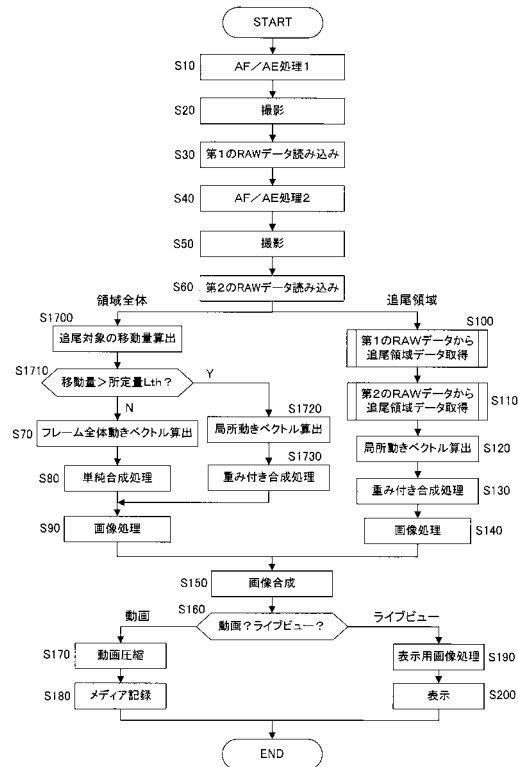 START
S10
AF／AE処理1
S20
撮影
S30
第1のRAWデータ読み込み
S40
AF／AE処理2
S50
撮影
S60
第2のRAWデータ読み込み
領域全体
追尾領域
S1700
追尾対象の移動量算出
S100
第1のRAWデータから
追尾領域データ取得
S1710
移動量>所定量Lth？
Y
N
S110
第2のRAWデータから
追尾領域データ取得
S70
フレーム全体動きベクトル算出
S1720
局所動きベクトル算出
S120
局所動きベクトル算出
S80
単純合成処理
S1730
重み付き合成処理
S130
重み付き合成処理
S90
画像処理
S140
画像処理
S150
画像合成
S160
動画？ライブビュー？
動画
ライブビュー
S170
動画圧縮
S190
表示用画像処理
S180
メディア記録
S200
表示
END